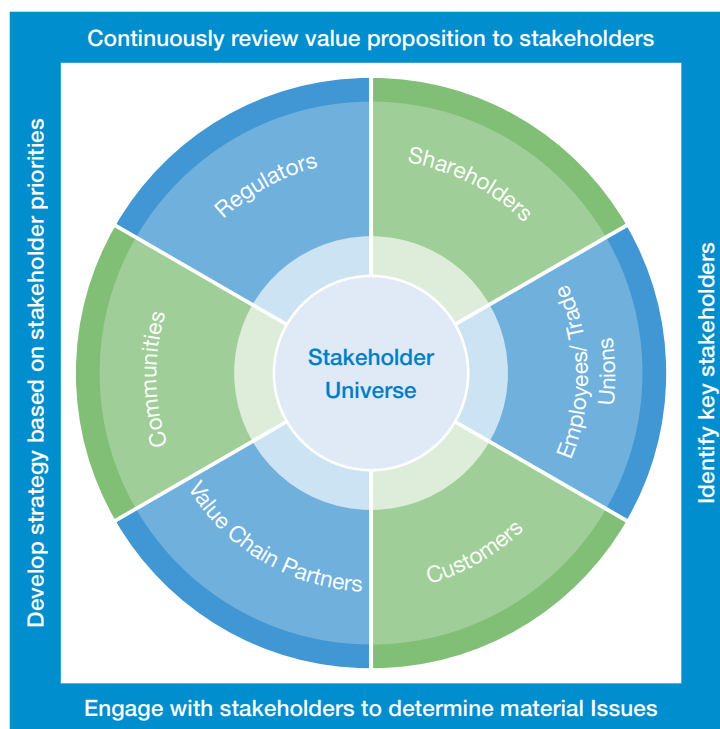 Continuously review value proposition to stakeholders
Regulators
Shareholders
Develop strategy based on stakeholder priorities
Communities
Stakeholder
Universe
Employees/ Trade
Unions
Identify key stakeholders
Value Chain Partners
Customers
Engage with stakeholders to determine material Issues